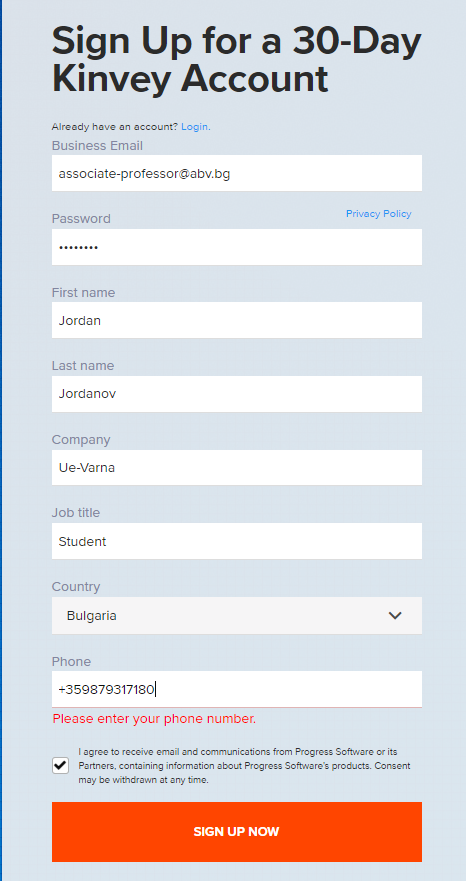 Sign Up for a 30-Day
Kinvey Account
Already have an account? Login.
Business Email
associate-professor@abv.bg
Password
Privacy Policy
••••••••
First name
Jordan
Last name
Jordanov
Company
Ue-Varna
Job title
Student
Country
Bulgaria
Phone
+359879317180
Please enter your phone number.
I agree to receive email and communications from Progress Software or its
Partners, containing information about Progress Software's products. Consent
may be withdrawn at any time.
SIGN UP NOW